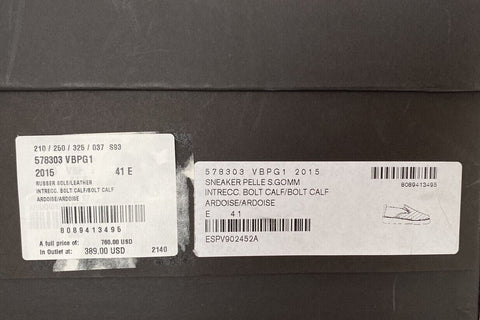 210 / 250 / 325 / 037 S93
578303 VBPG1
2015 41 E
RUBBER SOLE/LEATHER
INTRECC. BOLT CALF/BOLT CALF
ARDOISE/ARDOISE
8089413495
A full price of: 760.00 USD
In Outlet at: 389.00 USD 2140
578303 VBPG1 2015
SNEAKER PELLE S.GOMM
INTRECC. BOLT CALF/BOLT CALF
ARDOISE/ARDOISE
E 41
ESPV902452A
8089413495